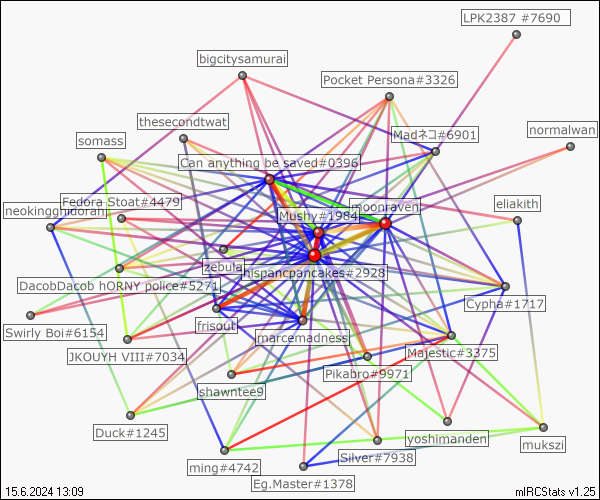 LPK2387 #7690
bigcitysamurai
Pocket Persona#3326
thesecondtwat
Madネコ#6901
normalwan
somass
Can anything be saved#0396
Fedora Stoat#4479
moonraven
eliakith
neokingghidoran
Mushy#1984
zebula
hispancpancakes#2928
DacobDacob hORNY police#5271
Cypha#1717
Swirly Boi#6154
frisout
marcemadness
JKOUYH VIII#7034
Majestic#3375
Pikabro#9971
shawntee9
Duck#1245
yoshimanden
mukszi
Silver#7938
ming#4742
Eg.Master#1378
15.6.2024 13:09
mIRCStats v1.25